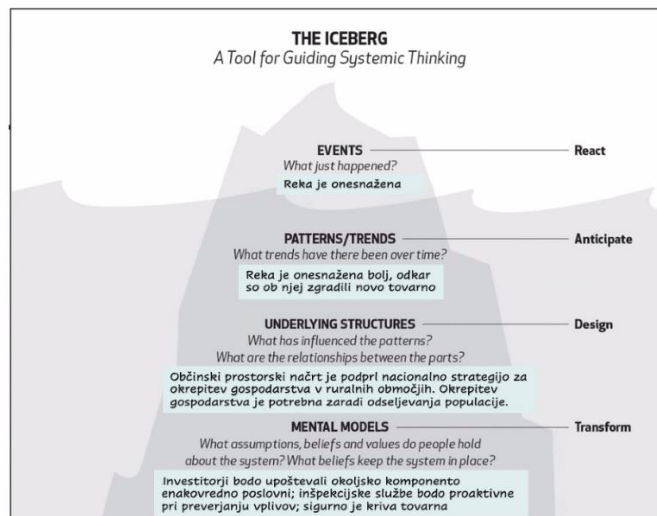 THE ICEBERG
A Tool for Guiding Systemic Thinking
EVENTS
React
What just happened?
Reka je onesnažena
PATTERNS/TRENDS
Anticipate
What trends have there been over time?
Reka je onesnažena bolj, odkar
so ob njej zgradili novo tovarno
UNDERLYING STRUCTURES
Design
What has influenced the patterns?
What are the relationships between the parts?
Občinski prostorski načrt je podprl nacionalno strategijo za
okrepitev gospodarstva v ruralnih območjih. Okrepitev
gospodarstva je potrebna zaradi odseljevanja populacije.
MENTAL MODELS
Transform
What assumptions, beliefs and values do people hold
about the system? What beliefs keep the system in place?
Investitorji bodo upoštevali okoljsko komponento
enakovredno poslovni; inšpekcijske službe bodo proaktivne
pri preverjanju vplivov; sigurno je kriva tovarna